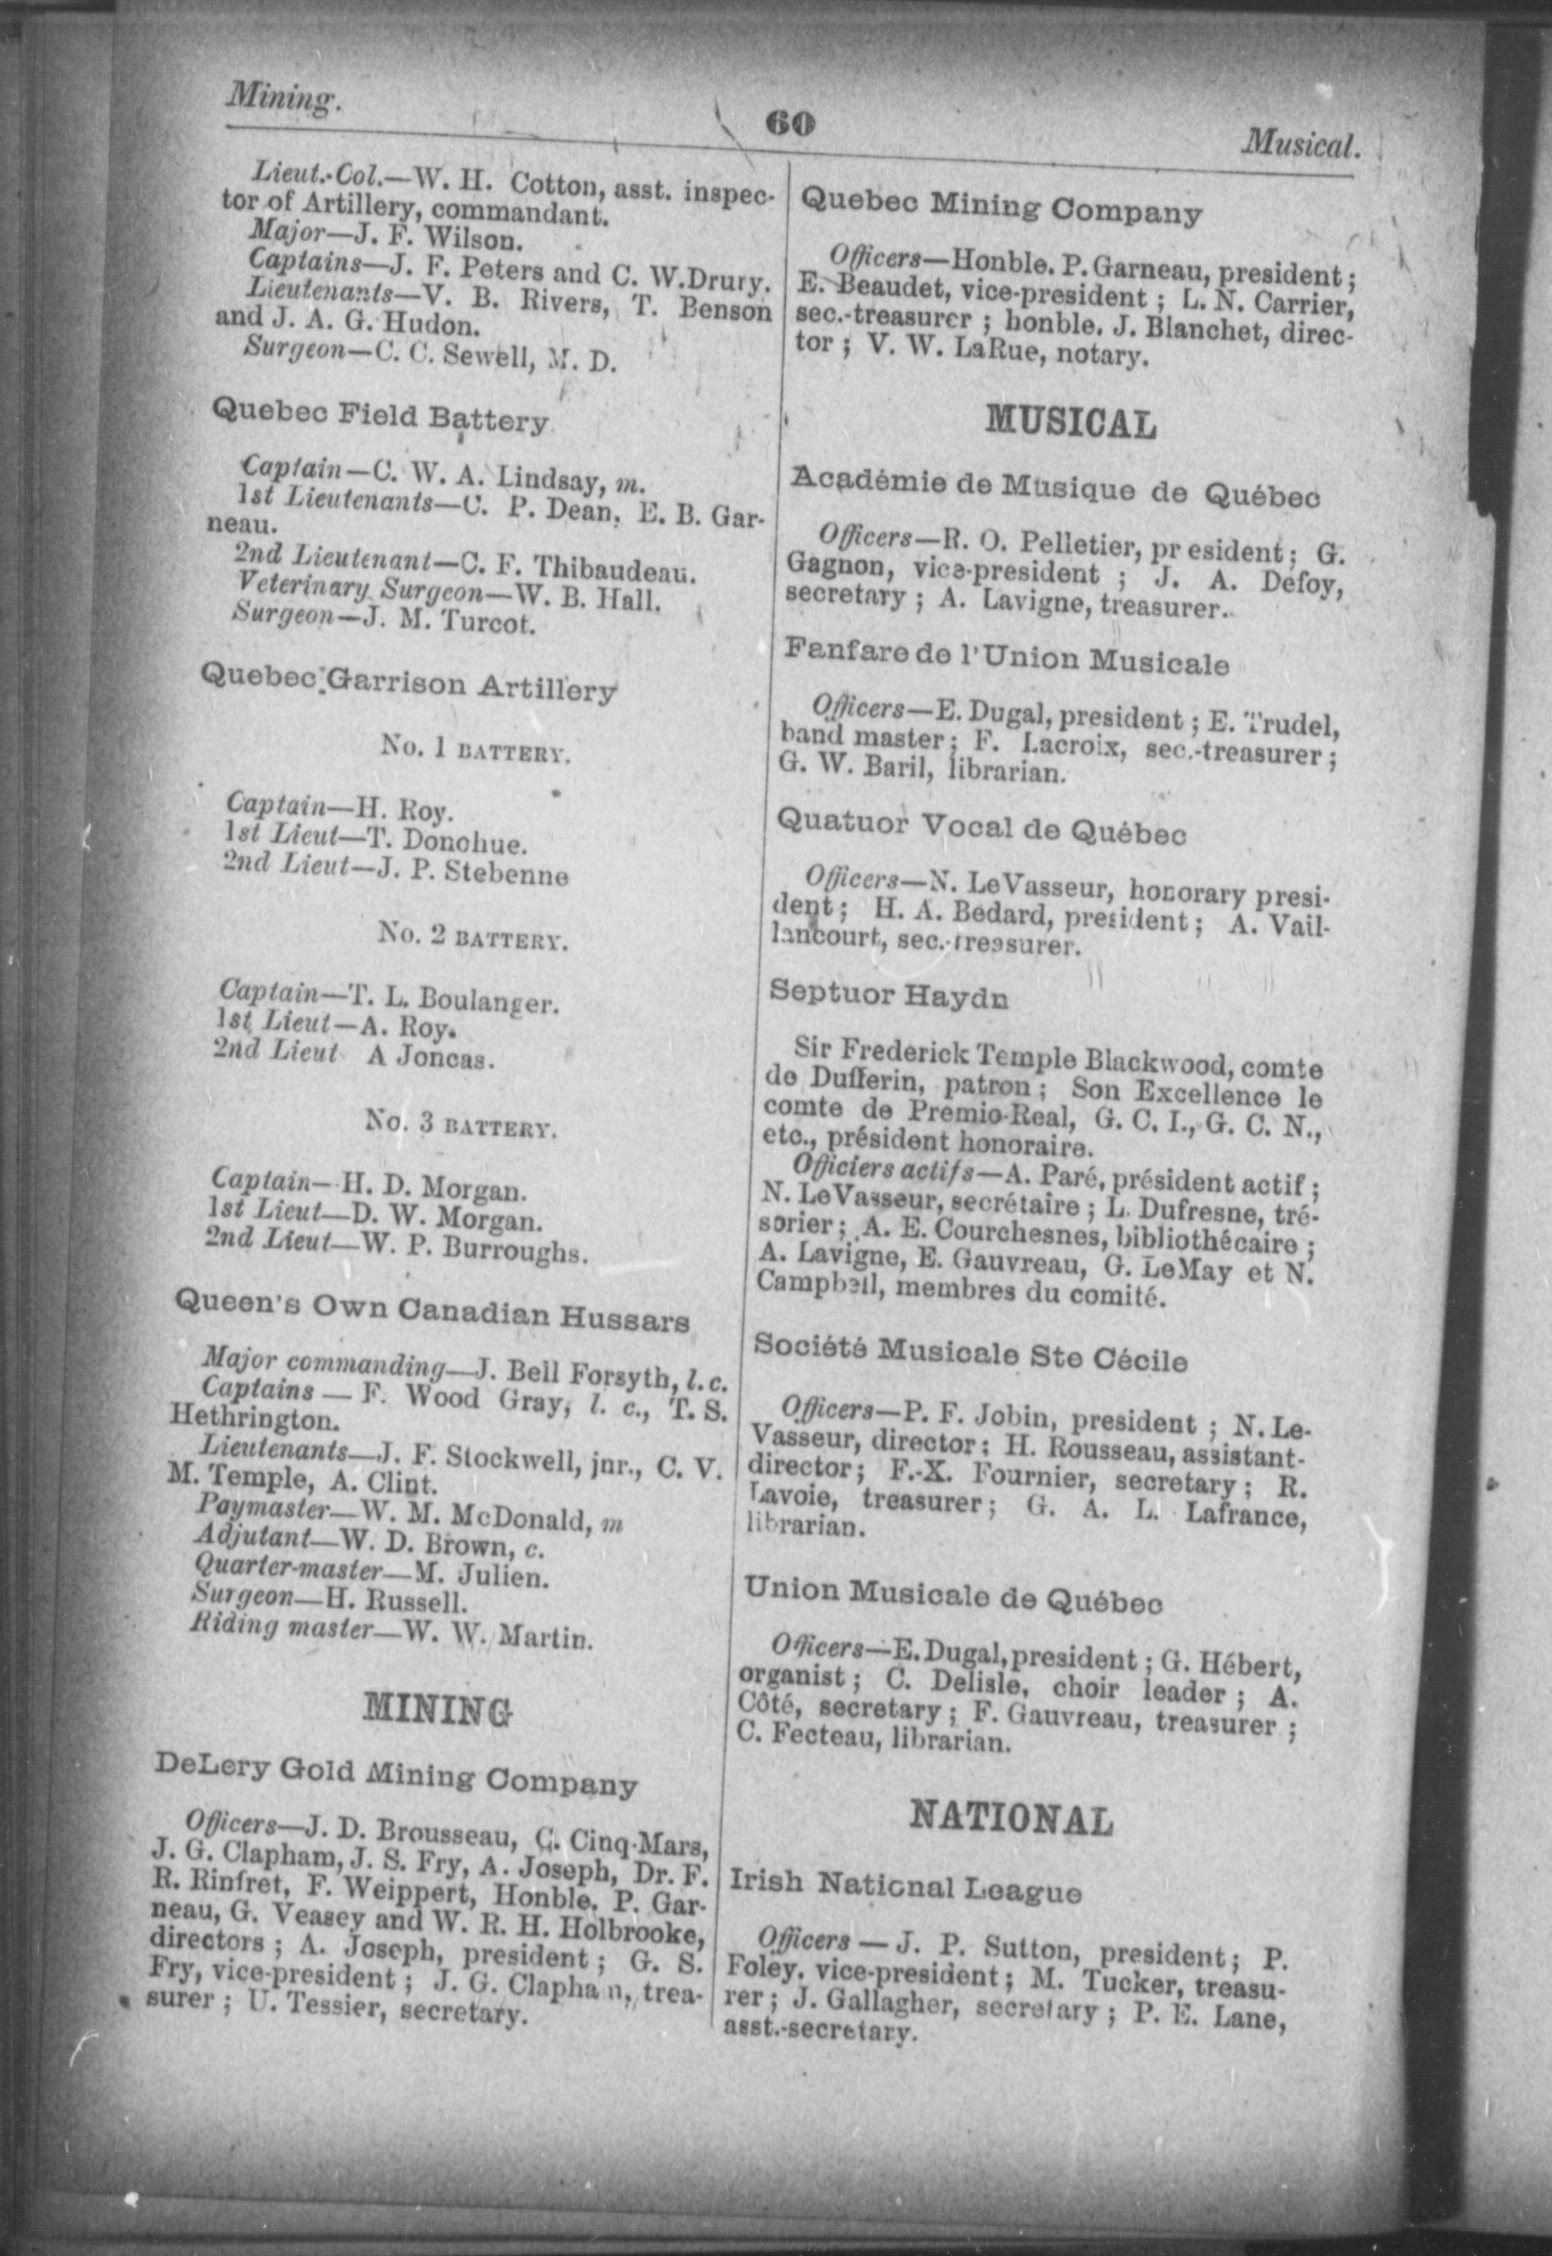 Mining.
60
Musical.
Lieut.-Col.—W. H. Cotton, asst. inspec-
tor of Artillery, commandant.
Major—J. F. Wilson.
Captains—J. F. Peters and C. W. Drury.
Lieutenants—V. B. Rivers, T. Benson
and J. A. G. Hudon.
Surgeon—C. C. Sewell, M. D.
Quebec Field Battery
Captain—C. W. A. Lindsay, m.
1st Lieutenants—C. P. Dean, E. B. Gar-
neau.
2nd Lieutenant—C. F. Thibaudeau.
Veterinary Surgeon—W. B. Hall.
Surgeon—J. M. Turcot.
Quebec Garrison Artillery
No. 1 BATTERY.
Captain—H. Roy.
1st Lieut—T. Donohue.
2nd Lieut—J. P. Stebenne
No. 2 BATTERY.
Captain—T. L. Boulanger.
1st Lieut—A. Roy.
2nd Lieut A Joncas.
No. 3 BATTERY.
Captain—H. D. Morgan.
1st Lieut—D. W. Morgan.
2nd Lieut—W. P. Burroughs.
Queen's Own Canadian Hussars
Major commanding—J. Bell Forsyth, l. c.
Captains — F. Wood Gray, l. c., T. S.
Hethrington.
Lieutenants—J. F. Stockwell, jnr., C. V.
M. Temple, A. Clint.
Paymaster—W. M. McDonald, m
Adjutant—W. D. Brown, c.
Quarter-master—M. Julien.
Surgeon—H. Russell.
Riding master—W. W. Martin.
MINING
DeLery Gold Mining Company
Officers—J. D. Brousseau, C. Cinq-Mars,
J. G. Clapham, J. S. Fry, A. Joseph, Dr. F.
R. Rinfret, F. Weippert, Honble. P. Gar-
neau, G. Veasey and W. R. H. Holbrooke,
directors ; A. Joseph, president ; G. S.
Fry, vice-president ; J. G. Clapham, trea-
surer ; U. Tessier, secretary.
Quebec Mining Company
Officers—Honble. P. Garneau, president ;
E. Beaudet, vice-president ; L. N. Carrier,
sec.-treasurer ; honble. J. Blanchet, direc-
tor ; V. W. LaRue, notary.
MUSICAL
Académie de Musique de Québec
Officers—R. O. Pelletier, pr esident ; G.
Gagnon, vice-president ; J. A. Defoy,
secretary ; A. Lavigne, treasurer.
Fanfare de l'Union Musicale
Officers—E. Dugal, president ; E. Trudel,
band master ; F. Lacroix, sec.-treasurer ;
G. W. Baril, librarian.
Quatuor Vocal de Québec
Officers—N. LeVasseur, honorary presi-
dent ; H. A. Bedard, president ; A. Vail-
lancourt, sec.-treasurer.
Septuor Haydn
Sir Frederick Temple Blackwood, comte
de Dufferin, patron ; Son Excellence le
comte de Premio-Real, G. C. I., G. C. N.,
etc., président honoraire.
Officiers actifs—A. Paré, président actif ;
N. LeVasseur, secrétaire ; L. Dufresne, tré-
sorier ; A. E. Courchesnes, bibliothécaire ;
A. Lavigne, E. Gauvreau, G. LeMay et N.
Campbell, membres du comité.
Société Musicale Ste Cécile
Officers—P. F. Jobin, president ; N. Le-
Vasseur, director ; H. Rousseau, assistant-
director ; F.-X. Fournier, secretary ; R.
Lavoie, treasurer ; G. A. L. Lafrance,
librarian.
Union Musicale de Québec
Officers—E. Dugal, president ; G. Hébert,
organist ; C. Delisle, choir leader ; A.
Côté, secretary ; F. Gauvreau, treasurer ;
C. Fecteau, librarian.
NATIONAL
Irish National League
Officers — J. P. Sutton, president ; P.
Foley, vice-president ; M. Tucker, treasu-
rer ; J. Gallagher, secretary ; P. E. Lane,
asst.-secretary.